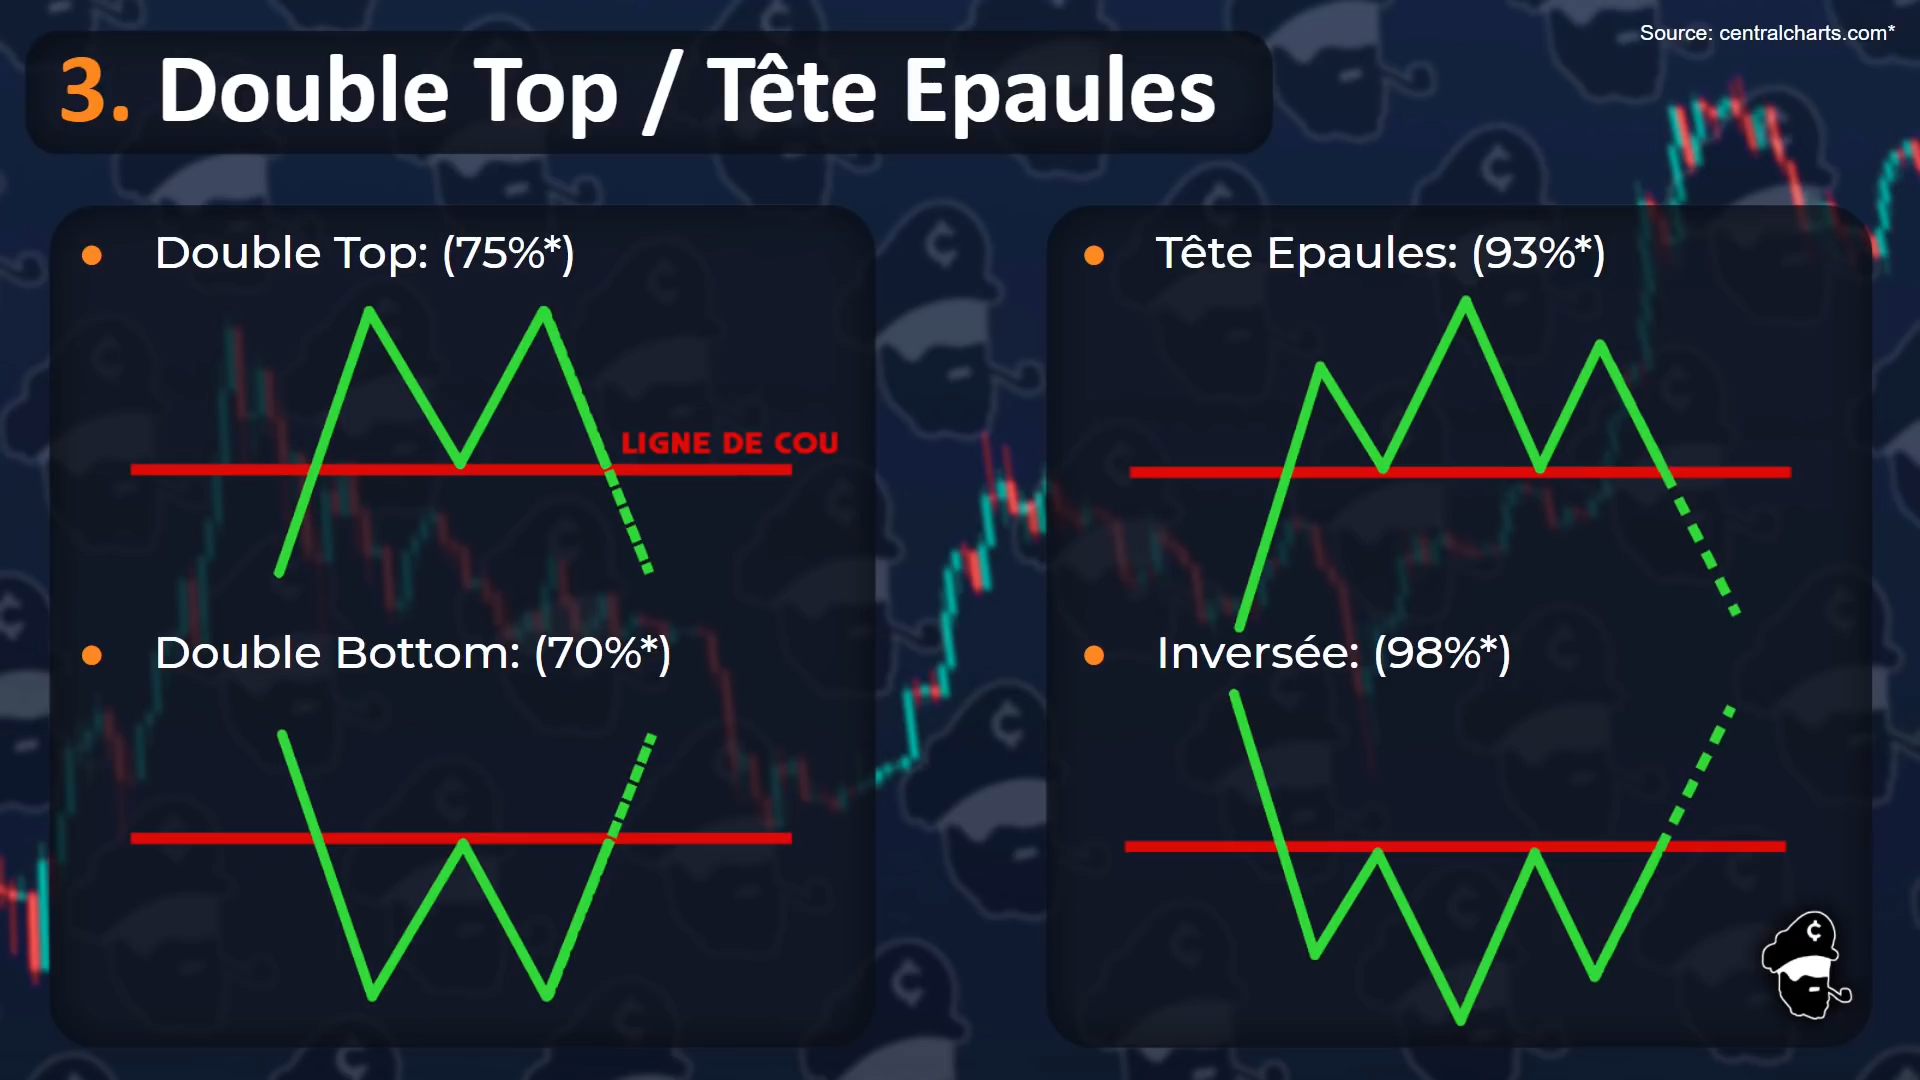 Source: centralcharts.com*
3. Double Top / Tête Epaules
Double Top: (75%*)
LIGNE DE COU
Double Bottom: (70%*)
Tête Epaules: (93%*)
Inversée: (98%*)